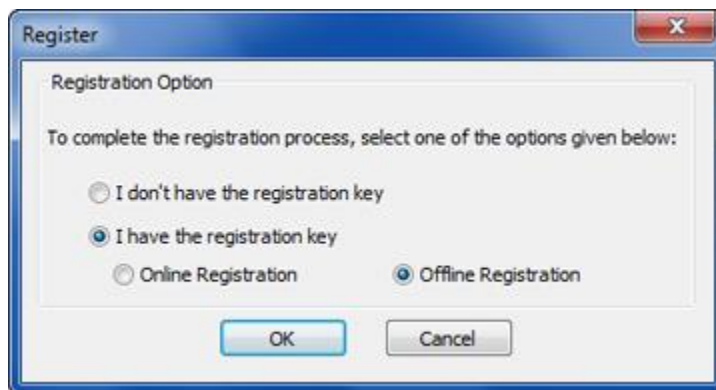 Register
Registration Option
To complete the registration process, select one of the options given below:
I don't have the registration key
I have the registration key
Online Registration Offline Registration
OK Cancel